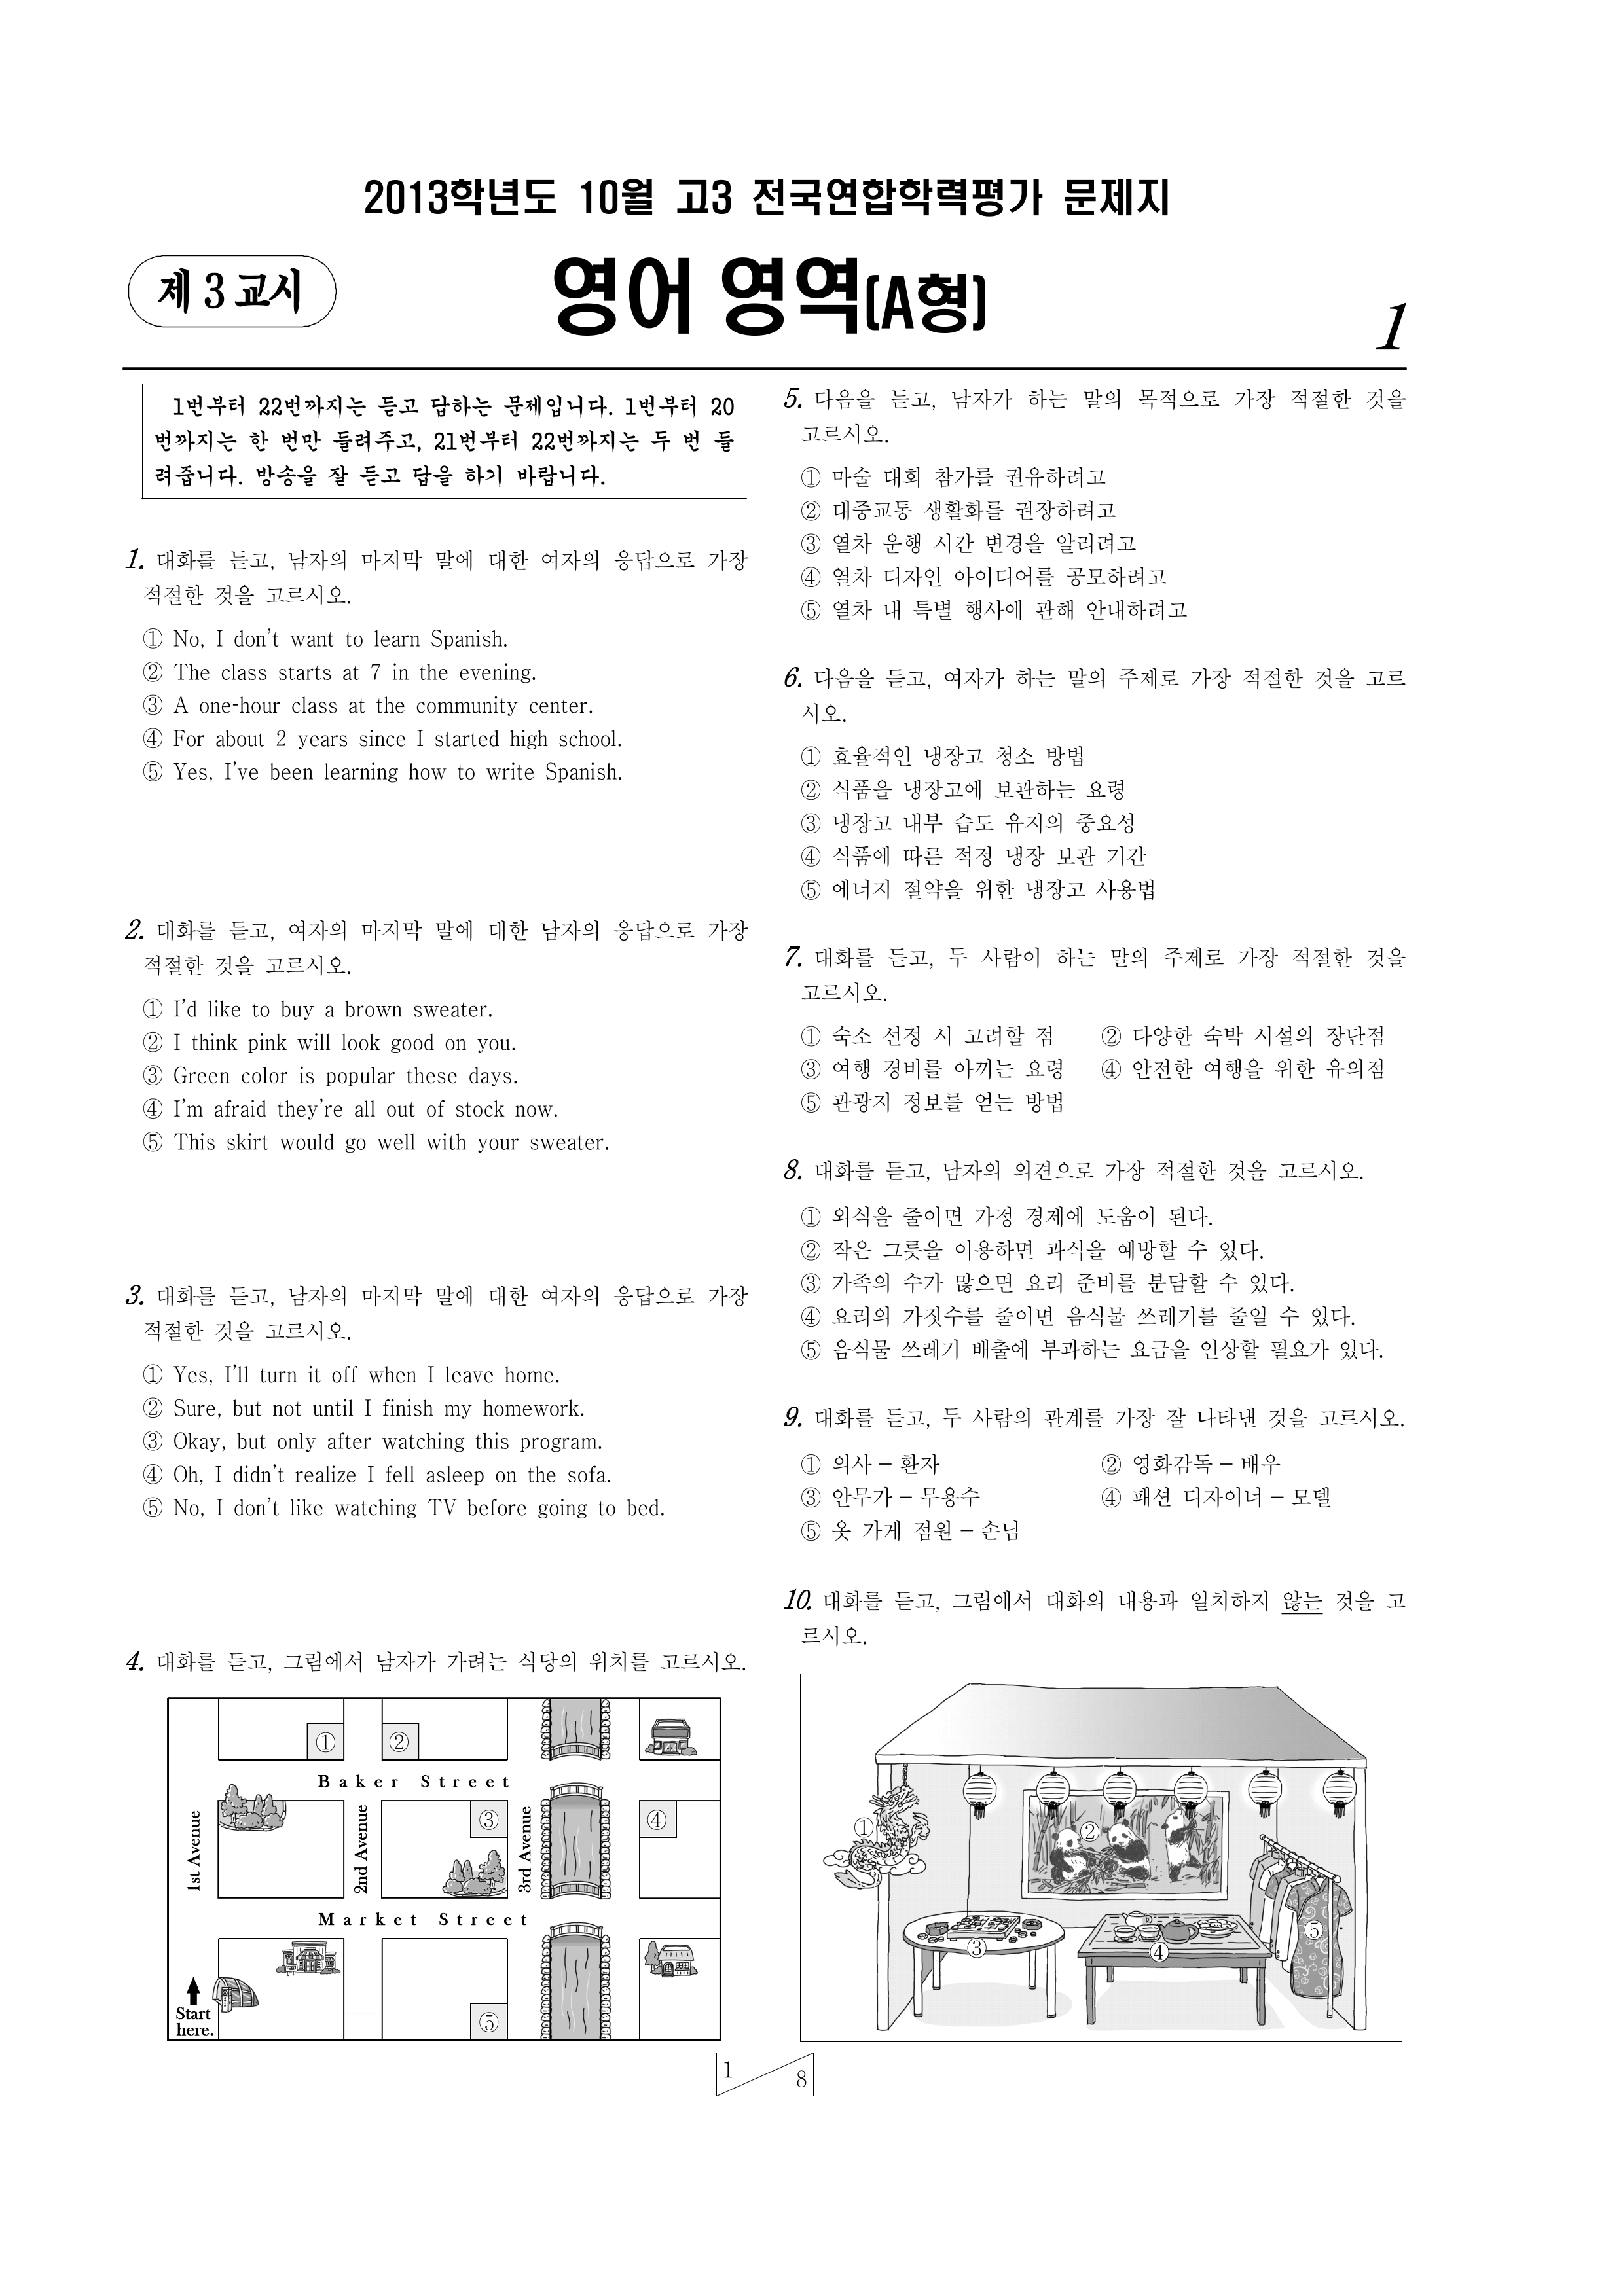 2013학년도 10월 고3 전국연합학력평가 문제지
제 3 교시
영어 영역(A형)
1
1번부터 22번까지는 듣고 답하는 문제입니다. 1번부터 20
번까지는 한 번만 들려주고, 21번부터 22번까지는 두 번 들
려줍니다. 방송을 잘 듣고 답을 하기 바랍니다.
1. 대화를 듣고, 남자의 마지막 말에 대한 여자의 응답으로 가장
적절한 것을 고르시오.
① No, I don't want to learn Spanish.
② The class starts at 7 in the evening.
③ A one-hour class at the community center.
④ For about 2 years since I started high school.
⑤ Yes, I've been learning how to write Spanish.
2. 대화를 듣고, 여자의 마지막 말에 대한 남자의 응답으로 가장
적절한 것을 고르시오.
① I'd like to buy a brown sweater.
② I think pink will look good on you.
③ Green color is popular these days.
④ I'm afraid they're all out of stock now.
⑤ This skirt would go well with your sweater.
3. 대화를 듣고, 남자의 마지막 말에 대한 여자의 응답으로 가장
적절한 것을 고르시오.
① Yes, I'll turn it off when I leave home.
② Sure, but not until I finish my homework.
③ Okay, but only after watching this program.
④ Oh, I didn't realize I fell asleep on the sofa.
⑤ No, I don't like watching TV before going to bed.
4. 대화를 듣고, 그림에서 남자가 가려는 식당의 위치를 고르시오.
① ②
Baker Street
1st Avenue
2nd Avenue
③
3rd Avenue
④
Market Street
Start
here.
⑤
5. 다음을 듣고, 남자가 하는 말의 목적으로 가장 적절한 것을
고르시오.
① 마술 대회 참가를 권유하려고
② 대중교통 생활화를 권장하려고
③ 열차 운행 시간 변경을 알리려고
④ 열차 디자인 아이디어를 공모하려고
⑤ 열차 내 특별 행사에 관해 안내하려고
6. 다음을 듣고, 여자가 하는 말의 주제로 가장 적절한 것을 고르
시오.
① 효율적인 냉장고 청소 방법
② 식품을 냉장고에 보관하는 요령
③ 냉장고 내부 습도 유지의 중요성
④ 식품에 따른 적정 냉장 보관 기간
⑤ 에너지 절약을 위한 냉장고 사용법
7. 대화를 듣고, 두 사람이 하는 말의 주제로 가장 적절한 것을
고르시오.
① 숙소 선정 시 고려할 점 ② 다양한 숙박 시설의 장단점
③ 여행 경비를 아끼는 요령 ④ 안전한 여행을 위한 유의점
⑤ 관광지 정보를 얻는 방법
8. 대화를 듣고, 남자의 의견으로 가장 적절한 것을 고르시오.
① 외식을 줄이면 가정 경제에 도움이 된다.
② 작은 그릇을 이용하면 과식을 예방할 수 있다.
③ 가족의 수가 많으면 요리 준비를 분담할 수 있다.
④ 요리의 가짓수를 줄이면 음식물 쓰레기를 줄일 수 있다.
⑤ 음식물 쓰레기 배출에 부과하는 요금을 인상할 필요가 있다.
9. 대화를 듣고, 두 사람의 관계를 가장 잘 나타낸 것을 고르시오.
① 의사 – 환자 ② 영화감독 – 배우
③ 안무가 – 무용수 ④ 패션 디자이너 – 모델
⑤ 옷 가게 점원 – 손님
10. 대화를 듣고, 그림에서 대화의 내용과 일치하지 않는 것을 고
르시오.
①
②
③
④
⑤
1
8